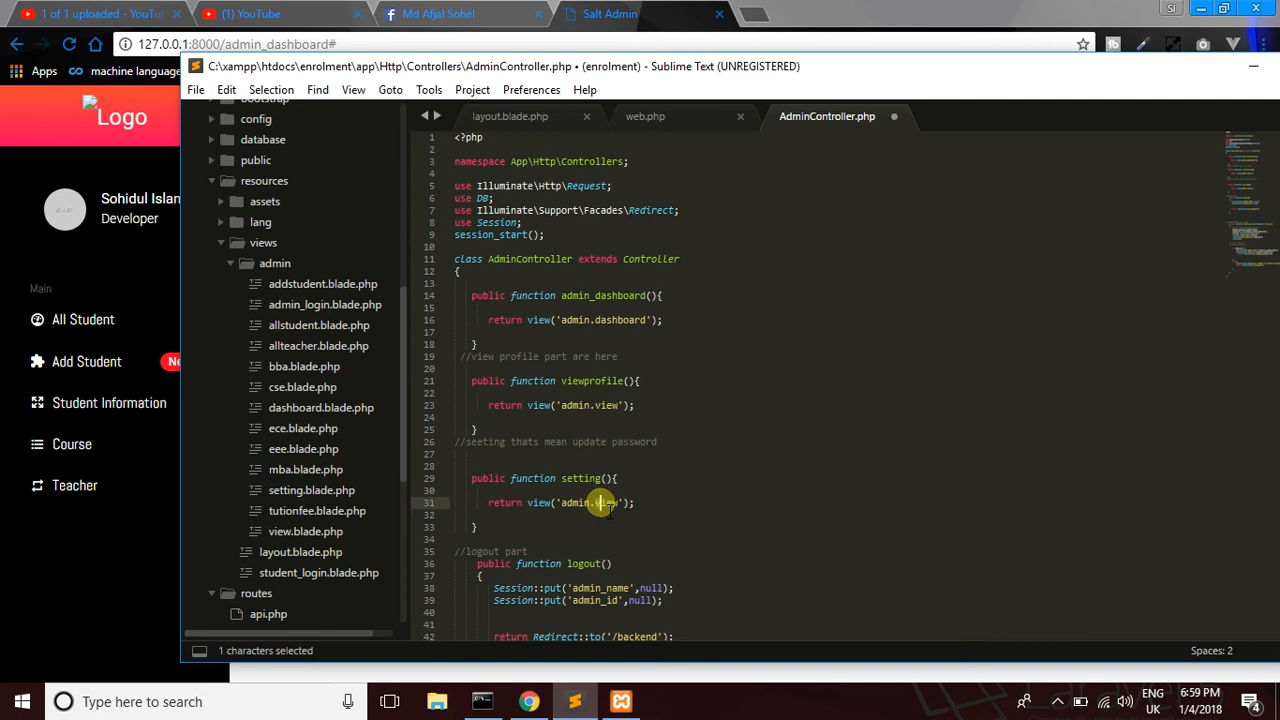 1 of 1 uploaded - YouTu
(1) YouTube
Md Afjal Sohel
Salt Admin
SI
127.0.0.1:8000/admin_dashboard#
Apps
machine language
C:\xampp\htdocs\enrolment\app\Http\Controllers\AdminController.php • (enrolment) - Sublime Text (UNREGISTERED)
File Edit Selection Find View Goto Tools Project Preferences Help
Logo
Sohidul Islan
Developer
Main
All Student
Add Student
Ne
Student Information
Course
Teacher
bootstrap
config
database
public
resources
assets
lang
views
admin
addstudent.blade.php
admin_login.blade.php
allstudent.blade.php
allteacher.blade.php
bba.blade.php
cse.blade.php
dashboard.blade.php
ece.blade.php
eee.blade.php
mba.blade.php
setting.blade.php
tutionfee.blade.php
view.blade.php
layout.blade.php
student_login.blade.php
routes
api.php
layout.blade.php
web.php
AdminController.php
1 <?php
2
3 namespace App\Http\Controllers;
4
5 use Illuminate\Http\Request;
6 use DB;
7 use Illuminate\Support\Facades\Redirect;
8 use Session;
9 session_start();
10
11 class AdminController extends Controller
12 {
13
14 public function admin_dashboard(){
15
16 return view('admin.dashboard');
17
18 }
19 //view profile part are here
20
21 public function viewprofile(){
22
23 return view('admin.view');
24
25 }
26 //seeting thats mean update password
27
28
29 public function setting(){
30
31 return view('admin.view');
32
33 }
34
35 //logout part
36 public function logout()
37 {
38 Session::put('admin_name',null);
39 Session::put('admin_id',null);
40
41
42 return Redirect::to('/backend');
1 characters selected
Spaces: 2
Type here to search
ENG
UK
6:59 PM
1/4/2018
4